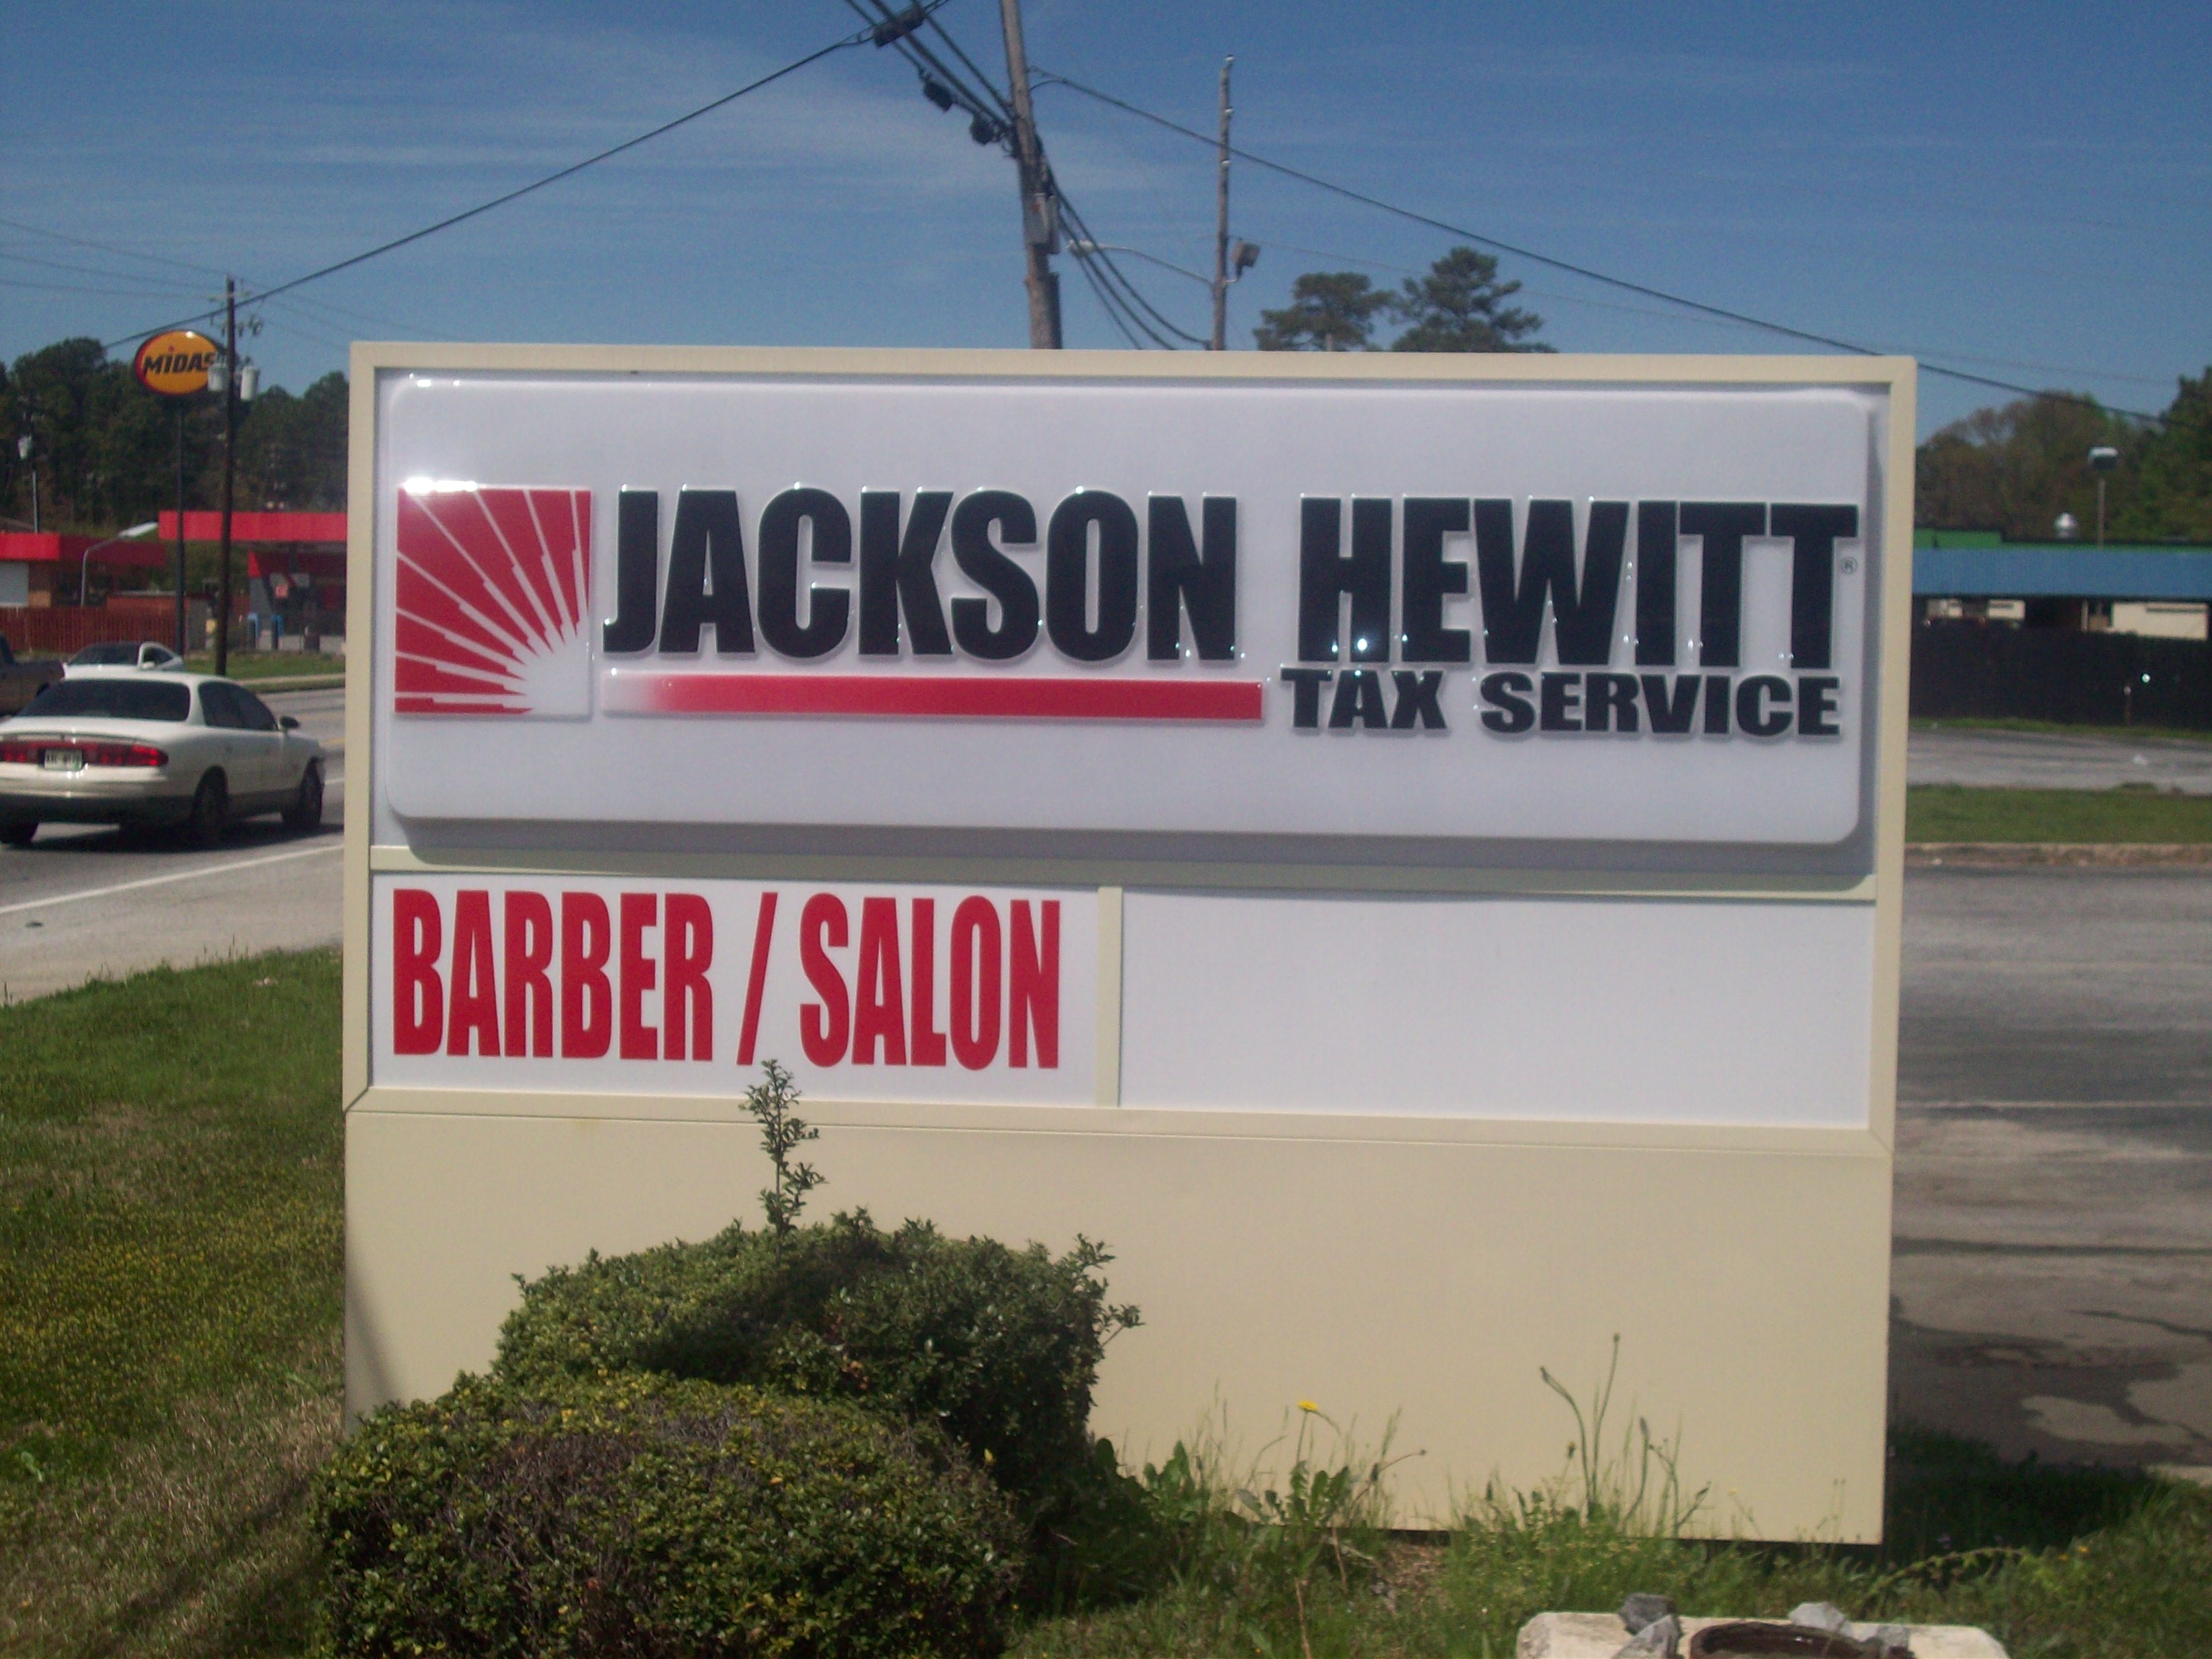 MIDAS
JACKSON HEWITT®
TAX SERVICE
BARBER / SALON